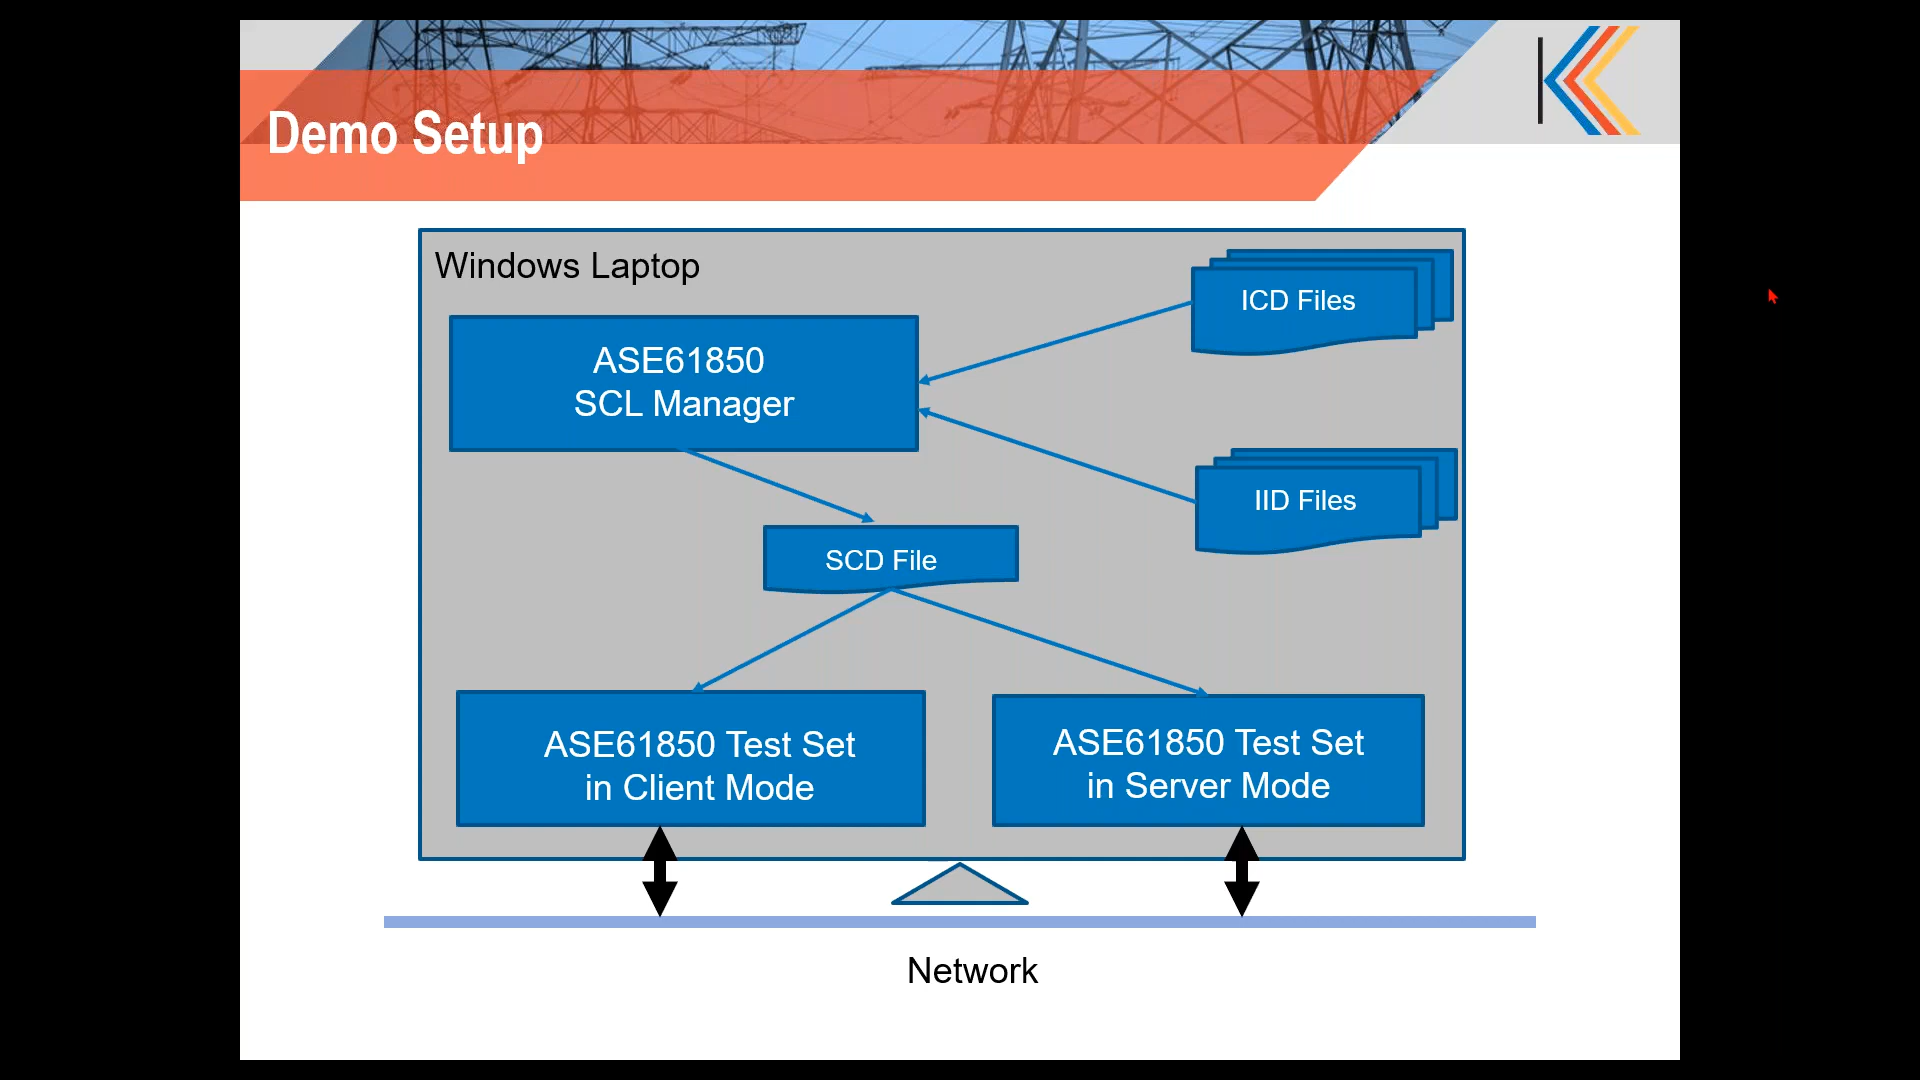 Demo Setup
Windows Laptop
ICD Files
ASE61850
SCL Manager
IID Files
SCD File
ASE61850 Test Set
in Client Mode
ASE61850 Test Set
in Server Mode
Network